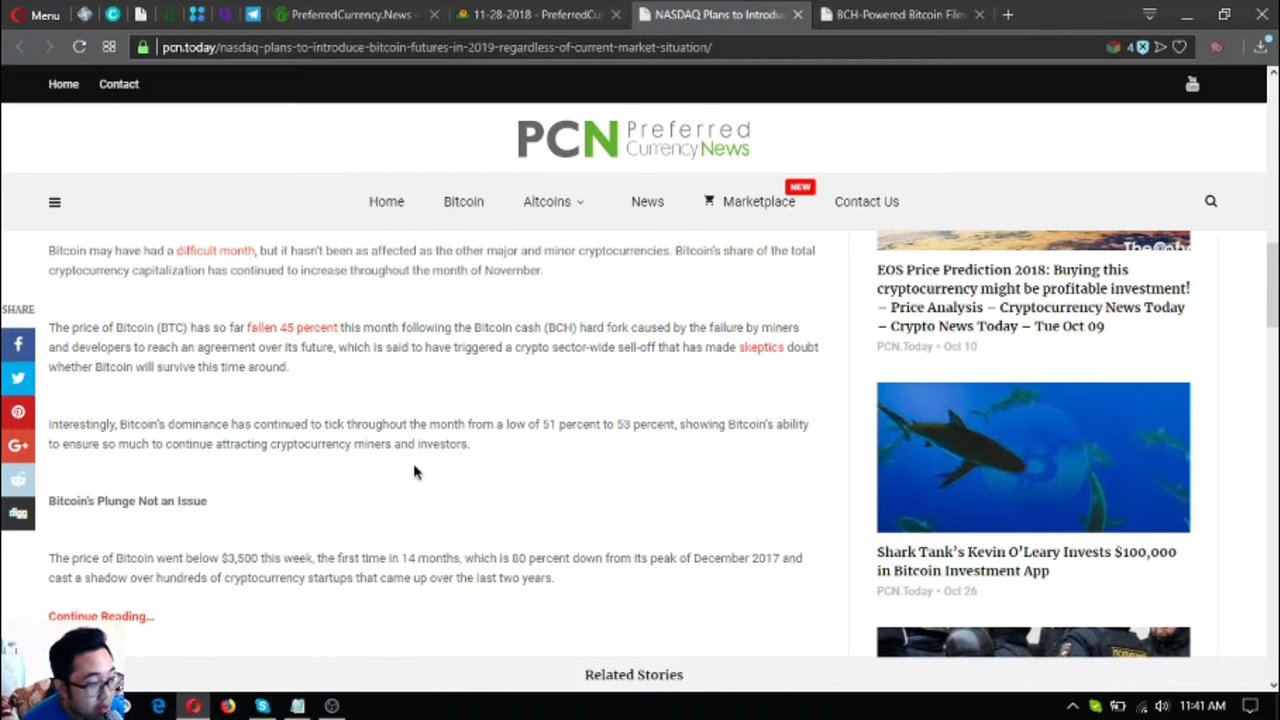 Menu
PreferredCurrency.News -
11-28-2018 - PreferredCu
NASDAQ Plans to Introdu
BCH-Powered Bitcoin File
pcn.today/nasdaq-plans-to-introduce-bitcoin-futures-in-2019-regardless-of-current-market-situation/
4
Home Contact
You Tube
PCN Preferred
CurrencyNews
NEW
Home Bitcoin Altcoins News Marketplace Contact Us
Bitcoin may have had a difficult month, but it hasn't been as affected as the other major and minor cryptocurrencies. Bitcoin's share of the total
cryptocurrency capitalization has continued to increase throughout the month of November.
SHARE
The price of Bitcoin (BTC) has so far fallen 45 percent this month following the Bitcoin cash (BCH) hard fork caused by the failure by miners
and developers to reach an agreement over its future, which is said to have triggered a crypto sector-wide sell-off that has made skeptics doubt
whether Bitcoin will survive this time around.
Interestingly, Bitcoin's dominance has continued to tick throughout the month from a low of 51 percent to 53 percent, showing Bitcoin's ability
to ensure so much to continue attracting cryptocurrency miners and investors.
G+
digg
Bitcoin's Plunge Not an Issue
The price of Bitcoin went below $3,500 this week, the first time in 14 months, which is 80 percent down from its peak of December 2017 and
cast a shadow over hundreds of cryptocurrency startups that came up over the last two years.
Continue Reading...
EOS Price Prediction 2018: Buying this
cryptocurrency might be profitable investment!
– Price Analysis – Cryptocurrency News Today
– Crypto News Today – Tue Oct 09
PCN.Today • Oct 10
Shark Tank's Kevin O'Leary Invests $100,000
in Bitcoin Investment App
PCN.Today • Oct 26
Related Stories
11:41 AM